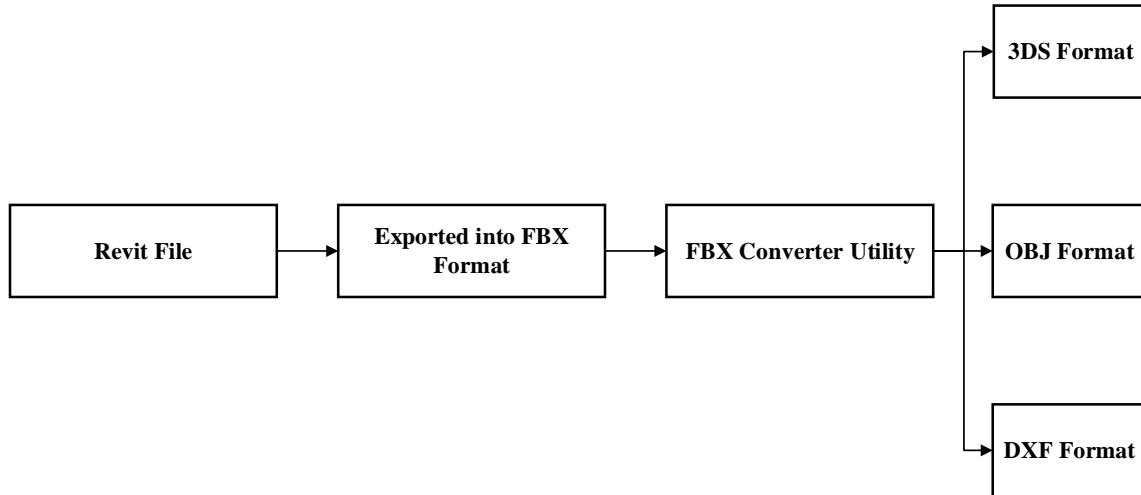 3DS Format
Revit File
Exported into FBX
Format
FBX Converter Utility
OBJ Format
DXF Format